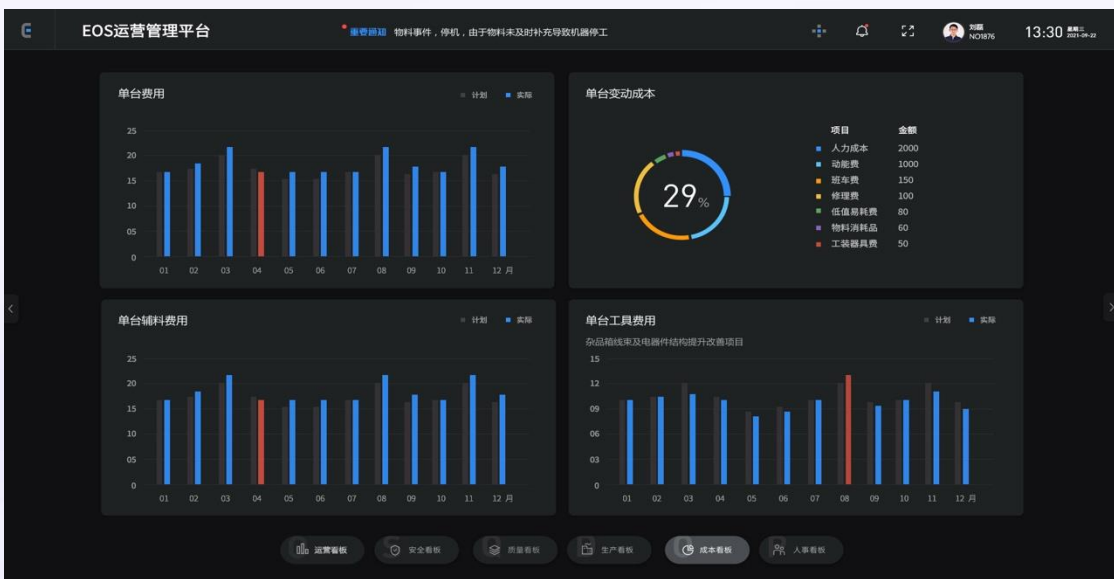 EOS运营管理平台
重要通知 物料事件，停机，由于物料未及时补充导致机器停工
刘磊
NO1876
13:30
星期三
2021-09-22
单台费用
计划 实际
25
20
15
10
05
0
01 02 03 04 05 06 07 08 09 10 11 12 月
单台变动成本
29%
项目 金额
人力成本 2000
动能费 1000
班车费 150
修理费 100
低值易耗费 80
物料消耗品 60
工装器具费 50
单台辅料费用
计划 实际
25
20
15
10
05
0
01 02 03 04 05 06 07 08 09 10 11 12 月
单台工具费用
计划 实际
杂品箱线束及电器件结构提升改善项目
15
12
09
06
03
0
01 02 03 04 05 06 07 08 09 10 11 12 月
运营看板 安全看板 质量看板 生产看板 成本看板 人事看板